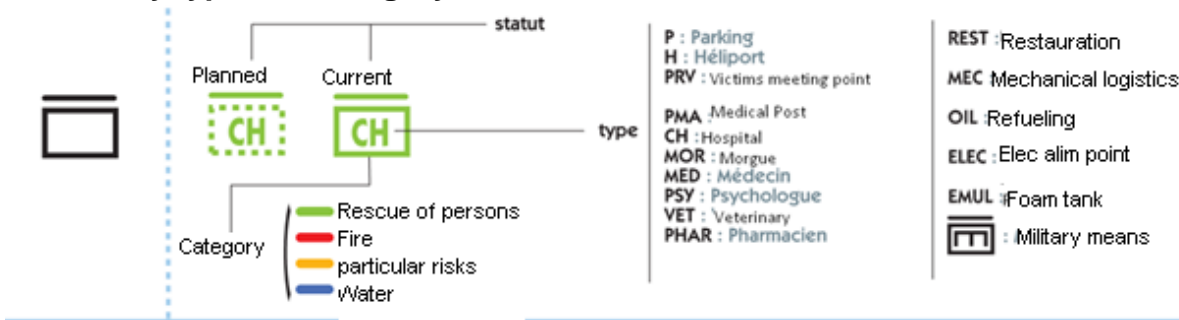 statut
Planned
Current
CH
CH
type
Category
Rescue of persons
Fire
particular risks
Water
P : Parking
H : Héliport
PRV : Victims meeting point
PMA : Medical Post
CH : Hospital
MOR : Morgue
MED : Médecin
PSY : Psychologue
VET : Veterinary
PHAR : Pharmacien
REST : Restauration
MEC : Mechanical logistics
OIL : Refueling
ELEC : Elec alim point
EMUL : Foam tank
: Military means